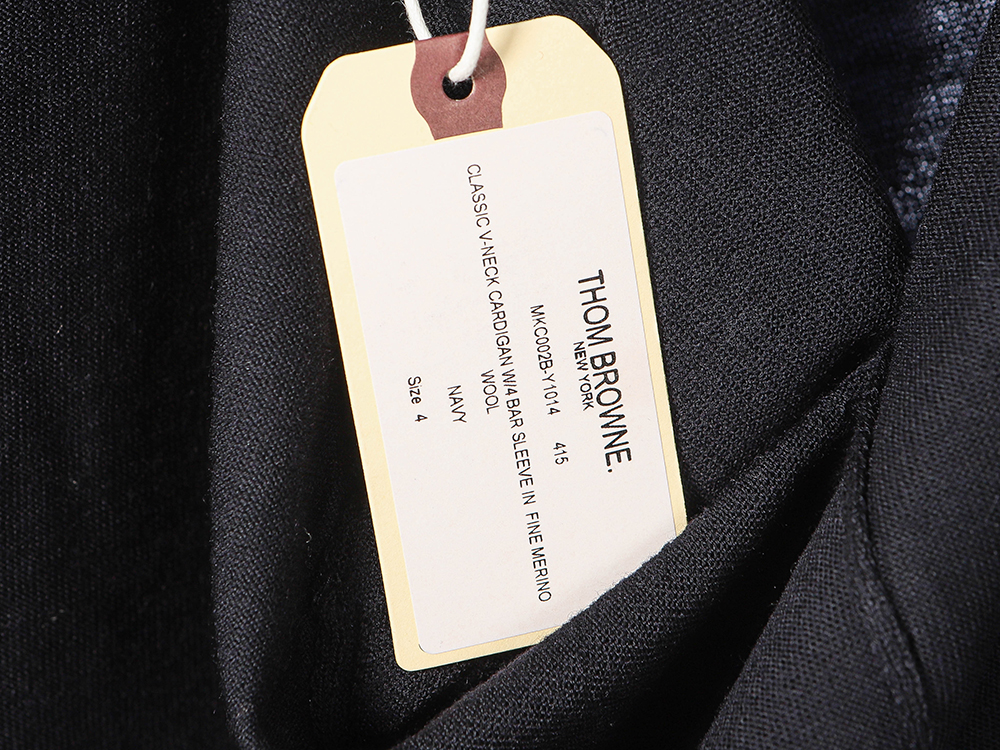 THOM BROWNE.
NEW YORK
MKC002B-Y1014 415
CLASSIC V-NECK CARDIGAN W/4 BAR SLEEVE IN FINE MERINO
WOOL
NAVY
Size 4